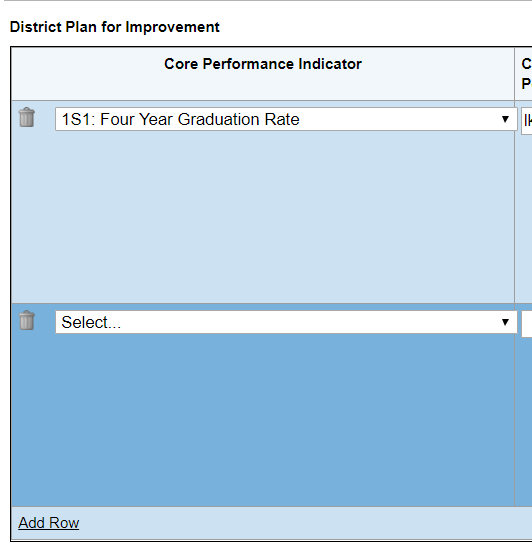 District Plan for Improvement
Core Performance Indicator
1S1: Four Year Graduation Rate
Select...
Add Row